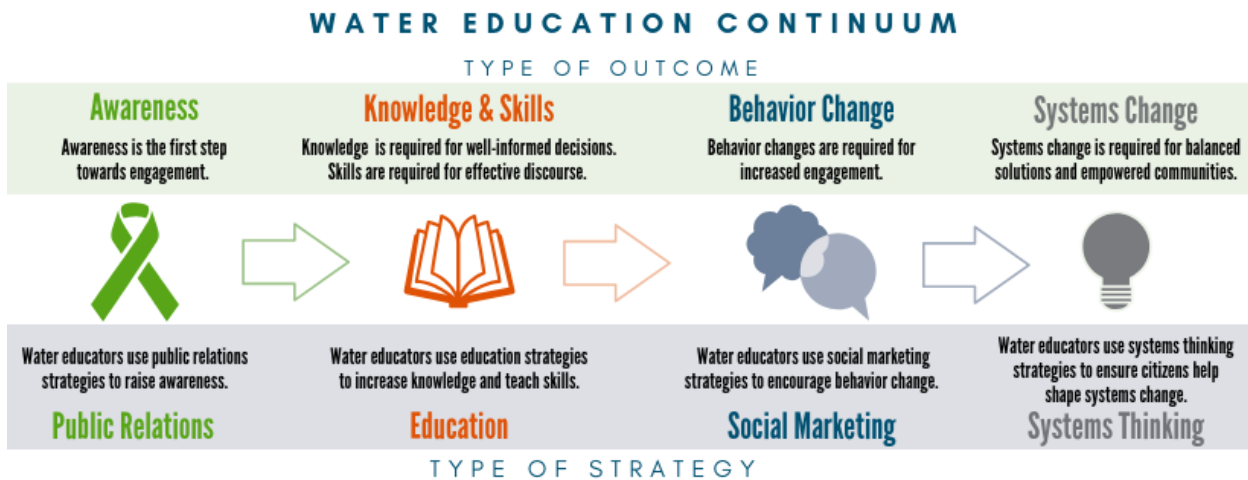 WATER EDUCATION CONTINUUM
TYPE OF OUTCOME
Awareness
Awareness is the first step
towards engagement.
Knowledge & Skills
Knowledge is required for well-informed decisions.
Skills are required for effective discourse.
Behavior Change
Behavior changes are required for
increased engagement.
Systems Change
Systems change is required for balanced
solutions and empowered communities.
Water educators use public relations
strategies to raise awareness.
Public Relations
Water educators use education strategies
to increase knowledge and teach skills.
Education
Water educators use social marketing
strategies to encourage behavior change.
Social Marketing
Water educators use systems thinking
strategies to ensure citizens help
shape systems change.
Systems Thinking
TYPE OF STRATEGY